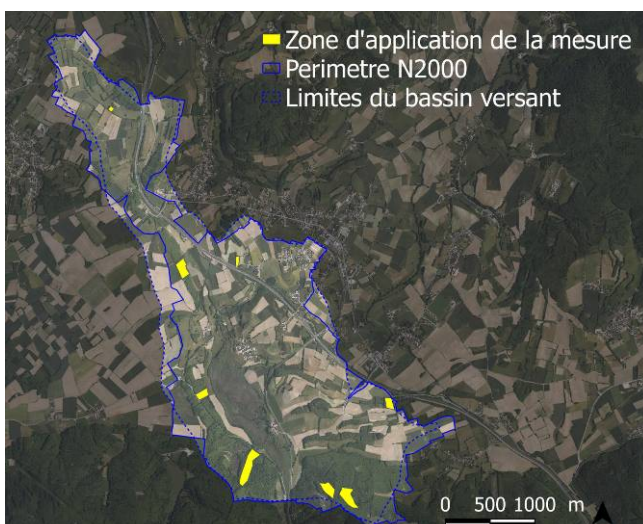 Zone d'application de la mesure
Perimetre N2000
Limites du bassin versant
0 500 1000 m